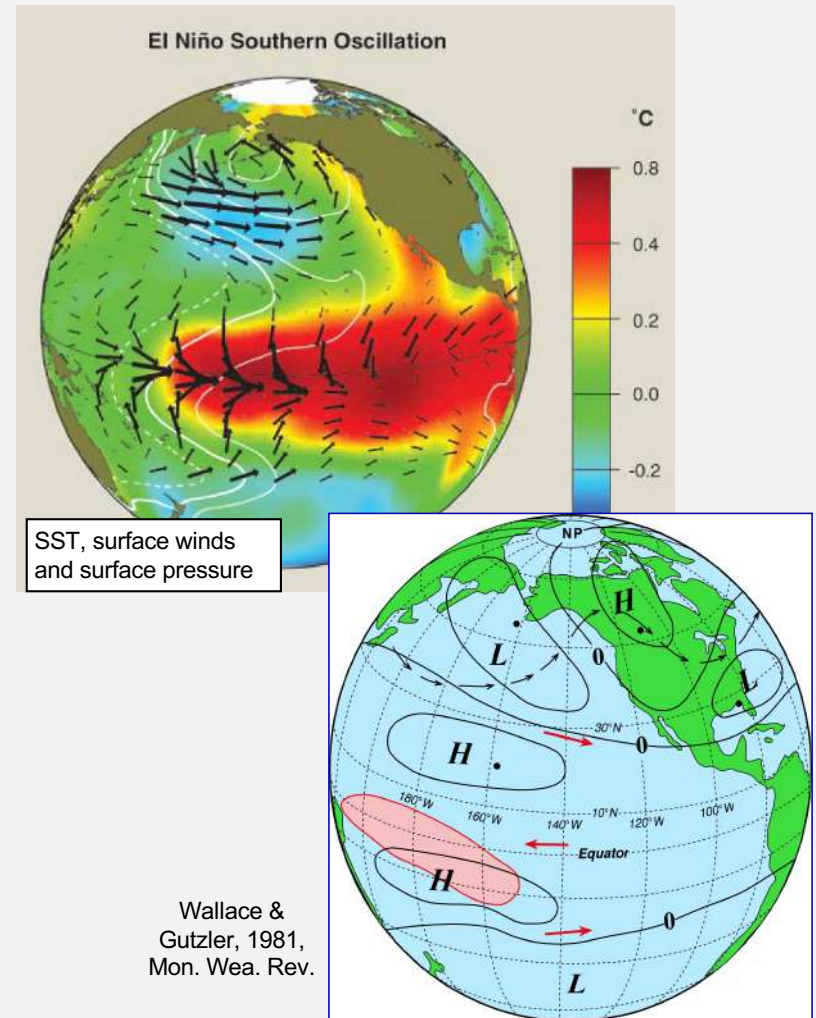 El Niño Southern Oscillation
˚C
0.8
0.4
0.2
0.0
-0.2
SST, surface winds
and surface pressure
NP
H
L
0
L
30°N
0
H
180°W
160°W
140°W
10°N
120°W
100°W
Equator
H
0
L
Wallace &
Gutzler, 1981,
Mon. Wea. Rev.